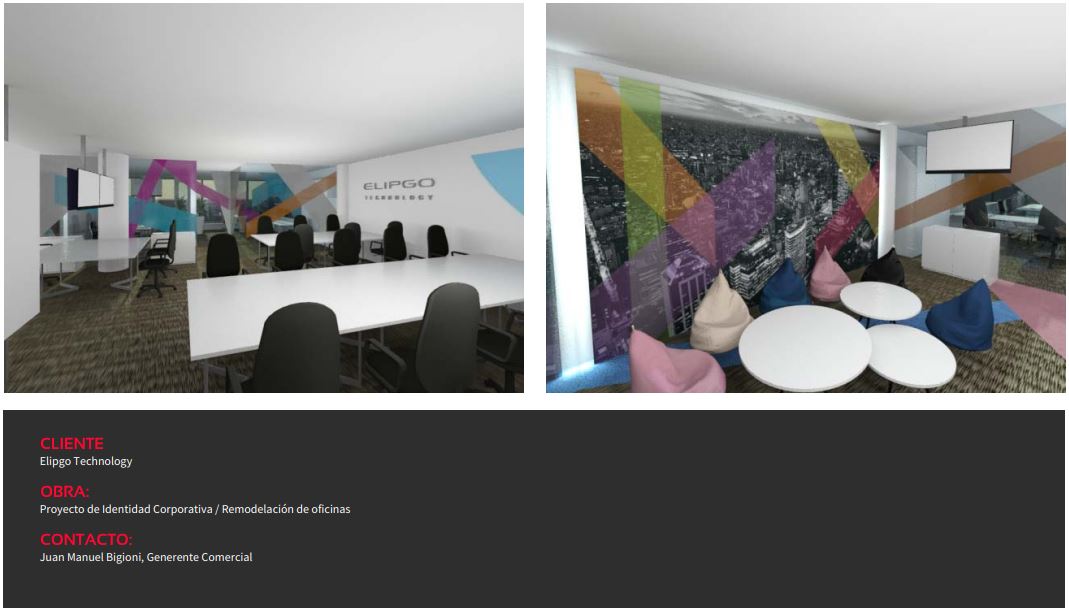 ELIPGO
TECHNOLOGY
CLIENTE
Elipgo Technology
OBRA:
Proyecto de Identidad Corporativa / Remodelación de oficinas
CONTACTO:
Juan Manuel Bigioni, Generente Comercial